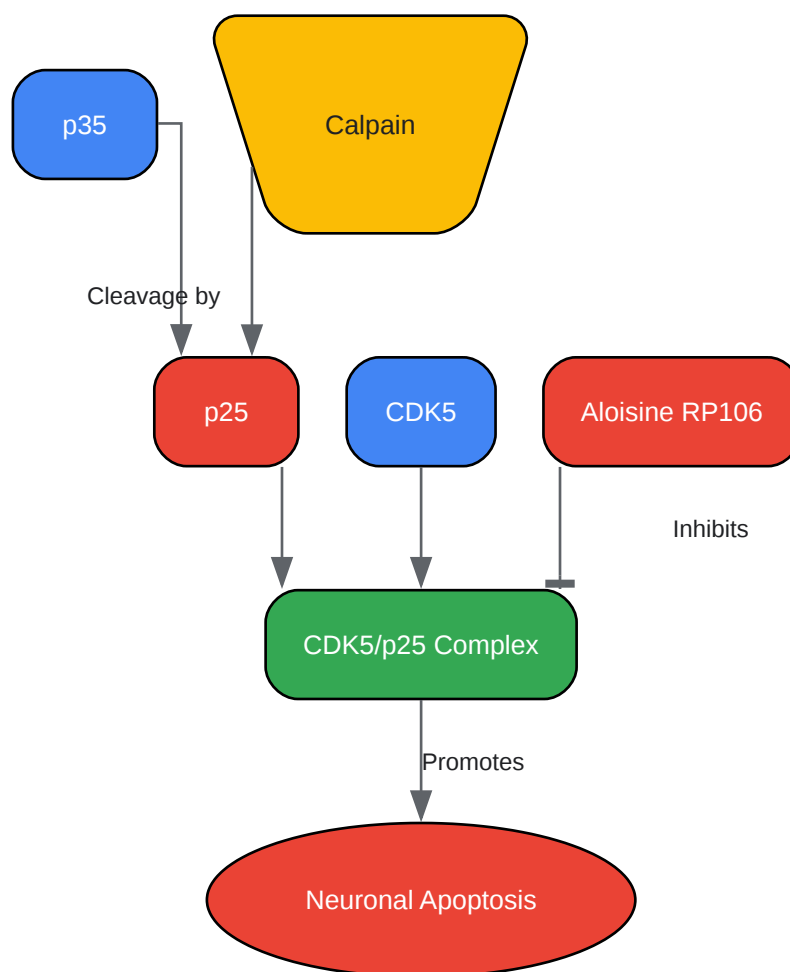 p35
Calpain
Cleavage by
p25
CDK5
Aloisine RP106
Inhibits
CDK5/p25 Complex
Promotes
Neuronal Apoptosis